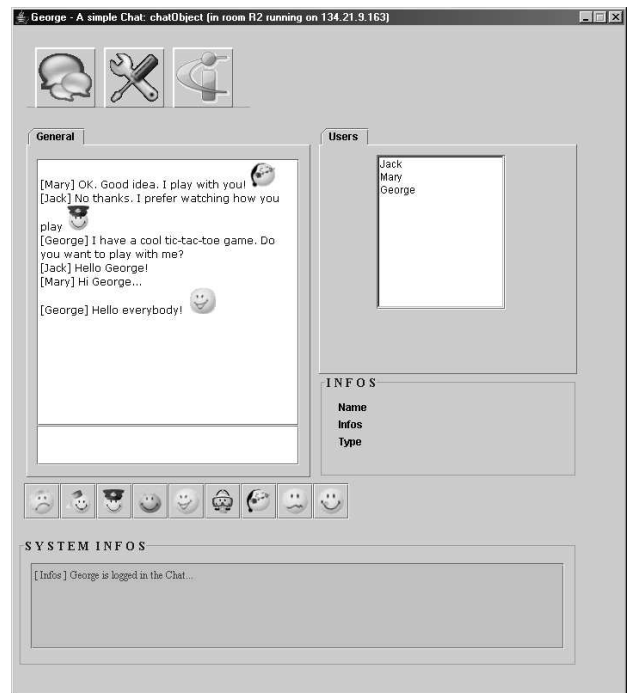 George - A simple Chat: chatObject (in room R2 running on 134.21.9.163)
General
[Mary] OK. Good idea. I play with you!
[Jack] No thanks. I prefer watching how you
play
[George] I have a cool tic-tac-toe game. Do
you want to play with me?
[Jack] Hello George!
[Mary] Hi George...
[George] Hello everybody!
Users
Jack
Mary
George
INFOS
Name
Infos
Type
SYSTEM INFOS
[ Infos ] George is logged in the Chat...